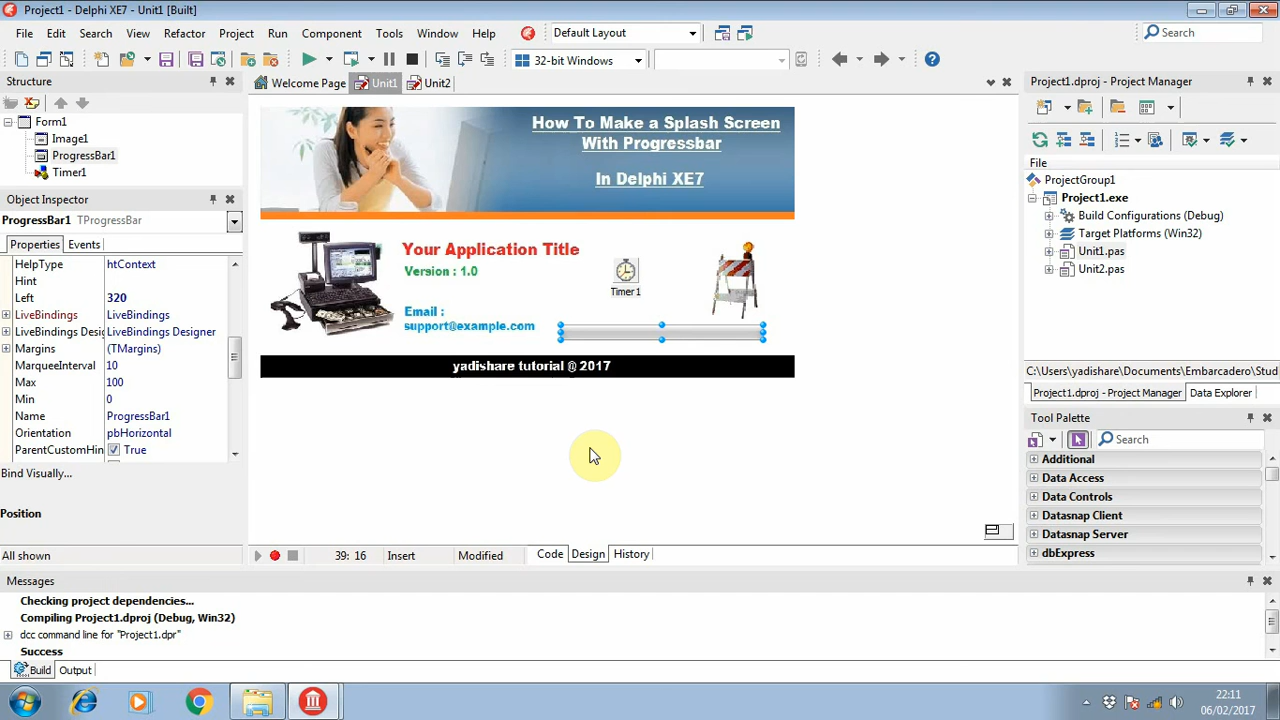 Project1 - Delphi XE7 - Unit1 [Built]
File Edit Search View Refactor Project Run Component Tools Window Help
Default Layout
Search
32-bit Windows
Structure
Welcome Page Unit1 Unit2
Project1.dproj - Project Manager
Form1
Image1
ProgressBar1
Timer1
Object Inspector
ProgressBar1 TProgressBar
Properties Events
HelpType htContext
Hint
Left 320
LiveBindings LiveBindings
LiveBindings Desig LiveBindings Designer
Margins (TMargins)
MarqueeInterval 10
Max 100
Min 0
Name ProgressBar1
Orientation pbHorizontal
ParentCustomHin True
Bind Visually...
Position
All shown
How To Make a Splash Screen
With Progressbar
In Delphi XE7
Your Application Title
Version : 1.0
Timer1
Email :
support@example.com
yadishare tutorial @ 2017
39: 16 Insert Modified Code Design History
File
ProjectGroup1
Project1.exe
Build Configurations (Debug)
Target Platforms (Win32)
Unit1.pas
Unit2.pas
C:\Users\yadishare\Documents\Embarcadero\Stud
Project1.dproj - Project Manager Data Explorer
Tool Palette
Search
Additional
Data Access
Data Controls
Datasnap Client
Datasnap Server
dbExpress
Messages
Checking project dependencies...
Compiling Project1.dproj (Debug, Win32)
dcc command line for "Project1.dpr"
Success
Build Output
22:11
06/02/2017